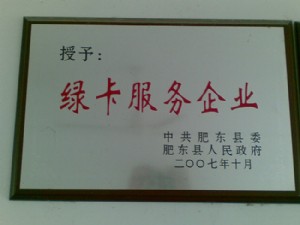 授予：
绿卡服务企业
中共肥东县委
肥东县人民政府
二〇〇七年十月